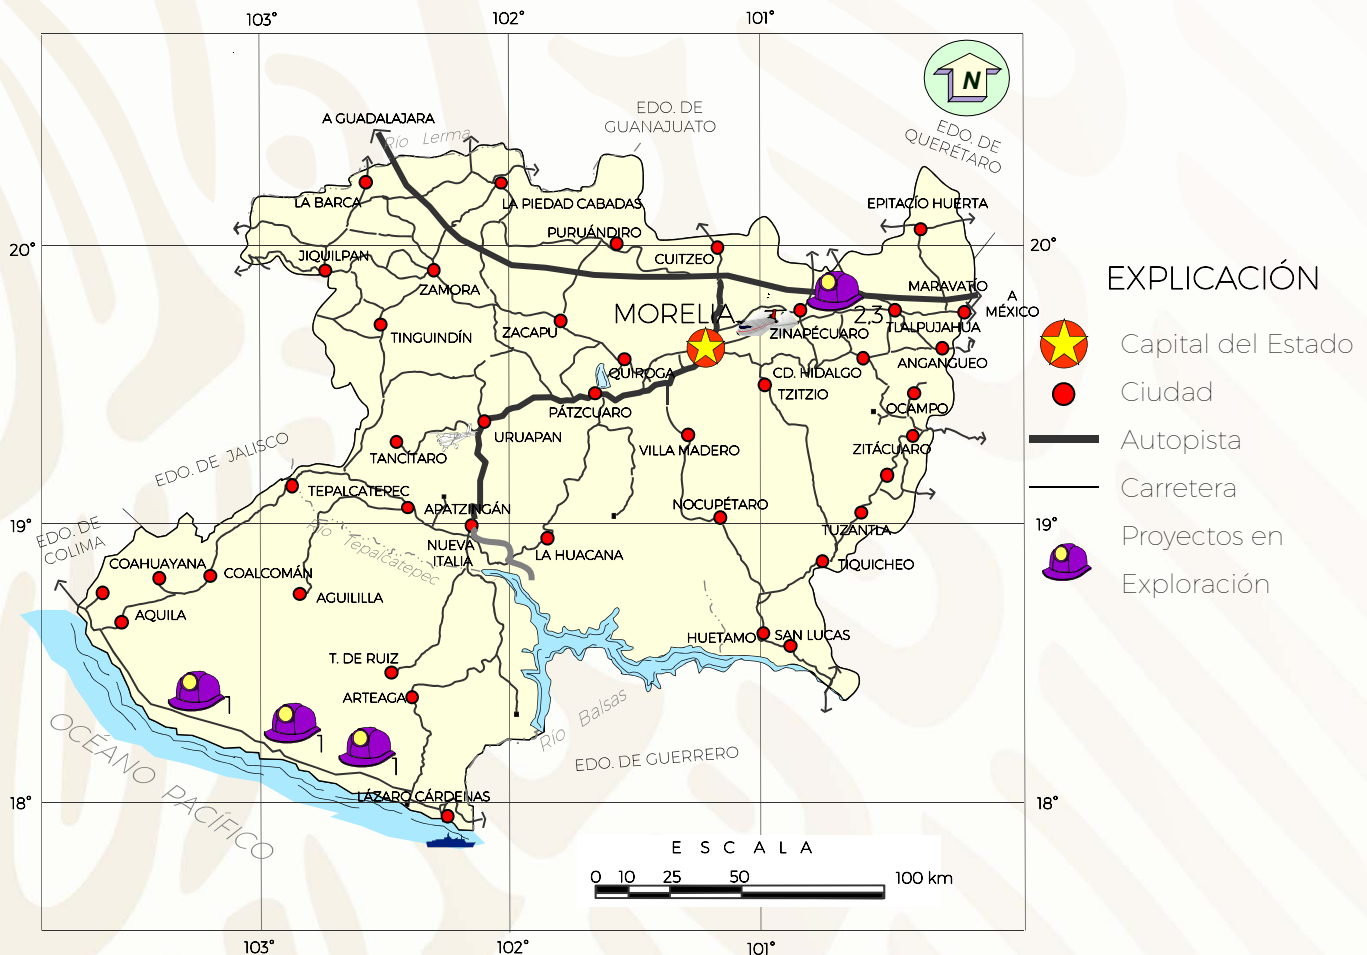 103°
102°
101°
N
A GUADALAJARA
Río Lerma
EDO. DE
GUANAJUATO
EDO. DE
QUERÉTARO
LA BARCA
LA PIEDAD CABADAS
EPITACÍO HUERTA
PURUÁNDIRO
20°
20°
JIQUILPAN
CUITZEO
ZAMORA
MARAVATÍO
A
MÉXICO
MORELIA
2,3
TLALPUJAHUA
TINGUINDÍN
ZACAPU
ZINAPÉCUARO
ANGANGUEO
QUIROGA
CD. HIDALGO
TZITZIO
PÁTZCUARO
OCAMPO
URUAPAN
VILLA MADERO
ZITÁCUARO
TANCÍTARO
EDO. DE JALISCO
TEPALCATEPEC
APATZINGÁN
NOCUPÉTARO
19°
19°
EDO. DE
COLIMA
Río Tepalcatepec
NUEVA
ITALIA
LA HUACANA
TUZANTLA
TIQUICHEO
COAHUAYANA
COALCOMÁN
AGUILILLA
AQUILA
HUETAMO
SAN LUCAS
T. DE RUIZ
ARTEAGA
1
1
1
Río Balsas
EDO. DE GUERRERO
OCÉANO PACÍFICO
LÁZARO CÁRDENAS
18°
18°
E S C A L A
0 10 25 50 100 km
103°
102°
101°
EXPLICACIÓN
Capital del Estado
Ciudad
Autopista
Carretera
Proyectos en
Exploración